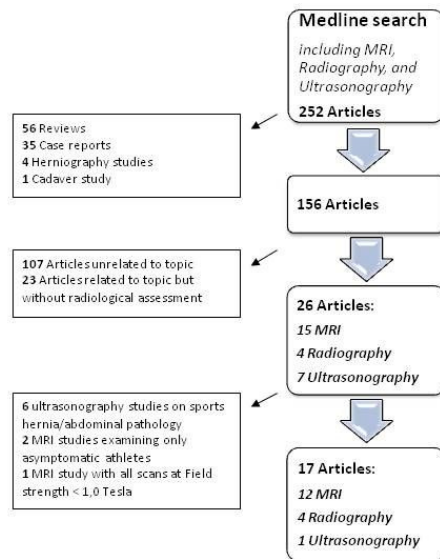 Medline search
including MRI,
Radiography, and
Ultrasonography
252 Articles
56 Reviews
35 Case reports
4 Herniography studies
1 Cadaver study
156 Articles
107 Articles unrelated to topic
23 Articles related to topic but
without radiological assessment
26 Articles:
15 MRI
4 Radiography
7 Ultrasonography
6 ultrasonography studies on sports
hernia/abdominal pathology
2 MRI studies examining only
asymptomatic athletes
1 MRI study with all scans at Field
strength < 1,0 Tesla
17 Articles:
12 MRI
4 Radiography
1 Ultrasonography